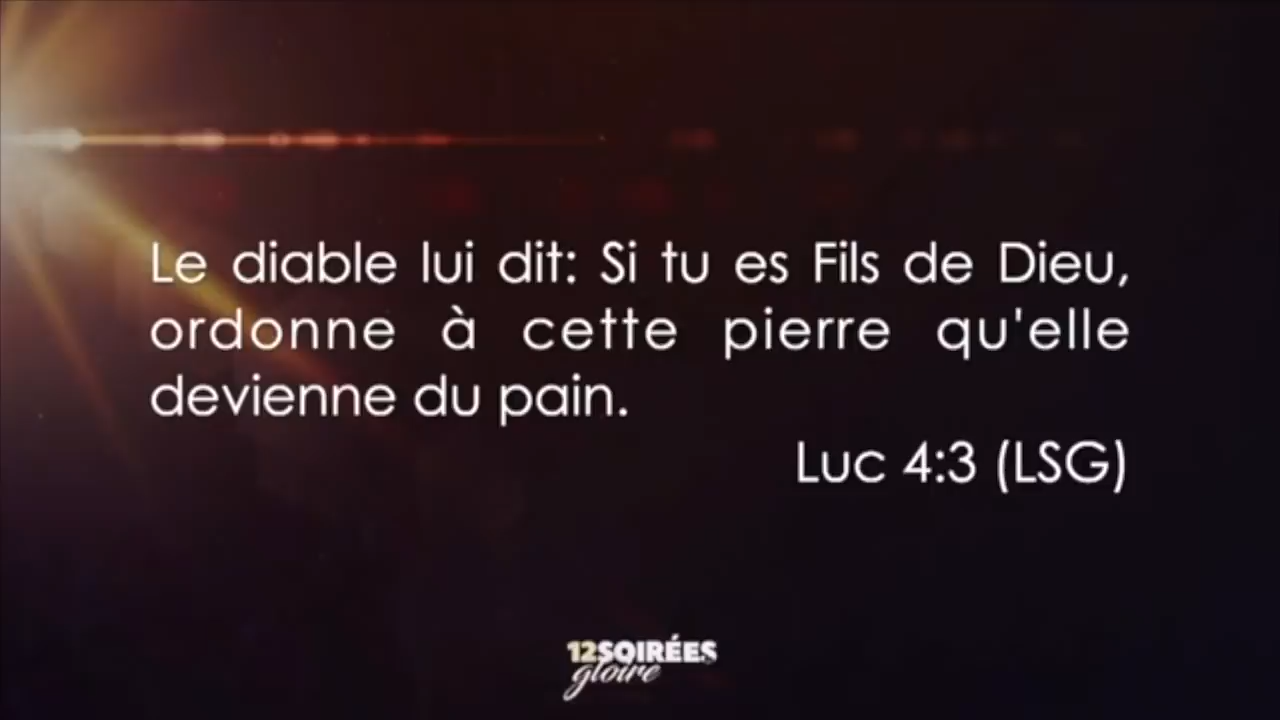 Le diable lui dit: Si tu es Fils de Dieu,
ordonne à cette pierre qu'elle
devienne du pain.
Luc 4:3 (LSG)
12SOIRÉES
gloire